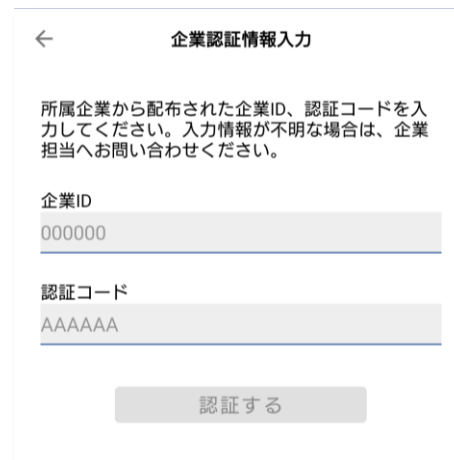 企業認証情報入力
所属企業から配布された企業ID、認証コードを入
力してください。入力情報が不明な場合は、企業
担当へお問い合わせください。
企業ID
000000
認証コード
AAAAAA
認証する